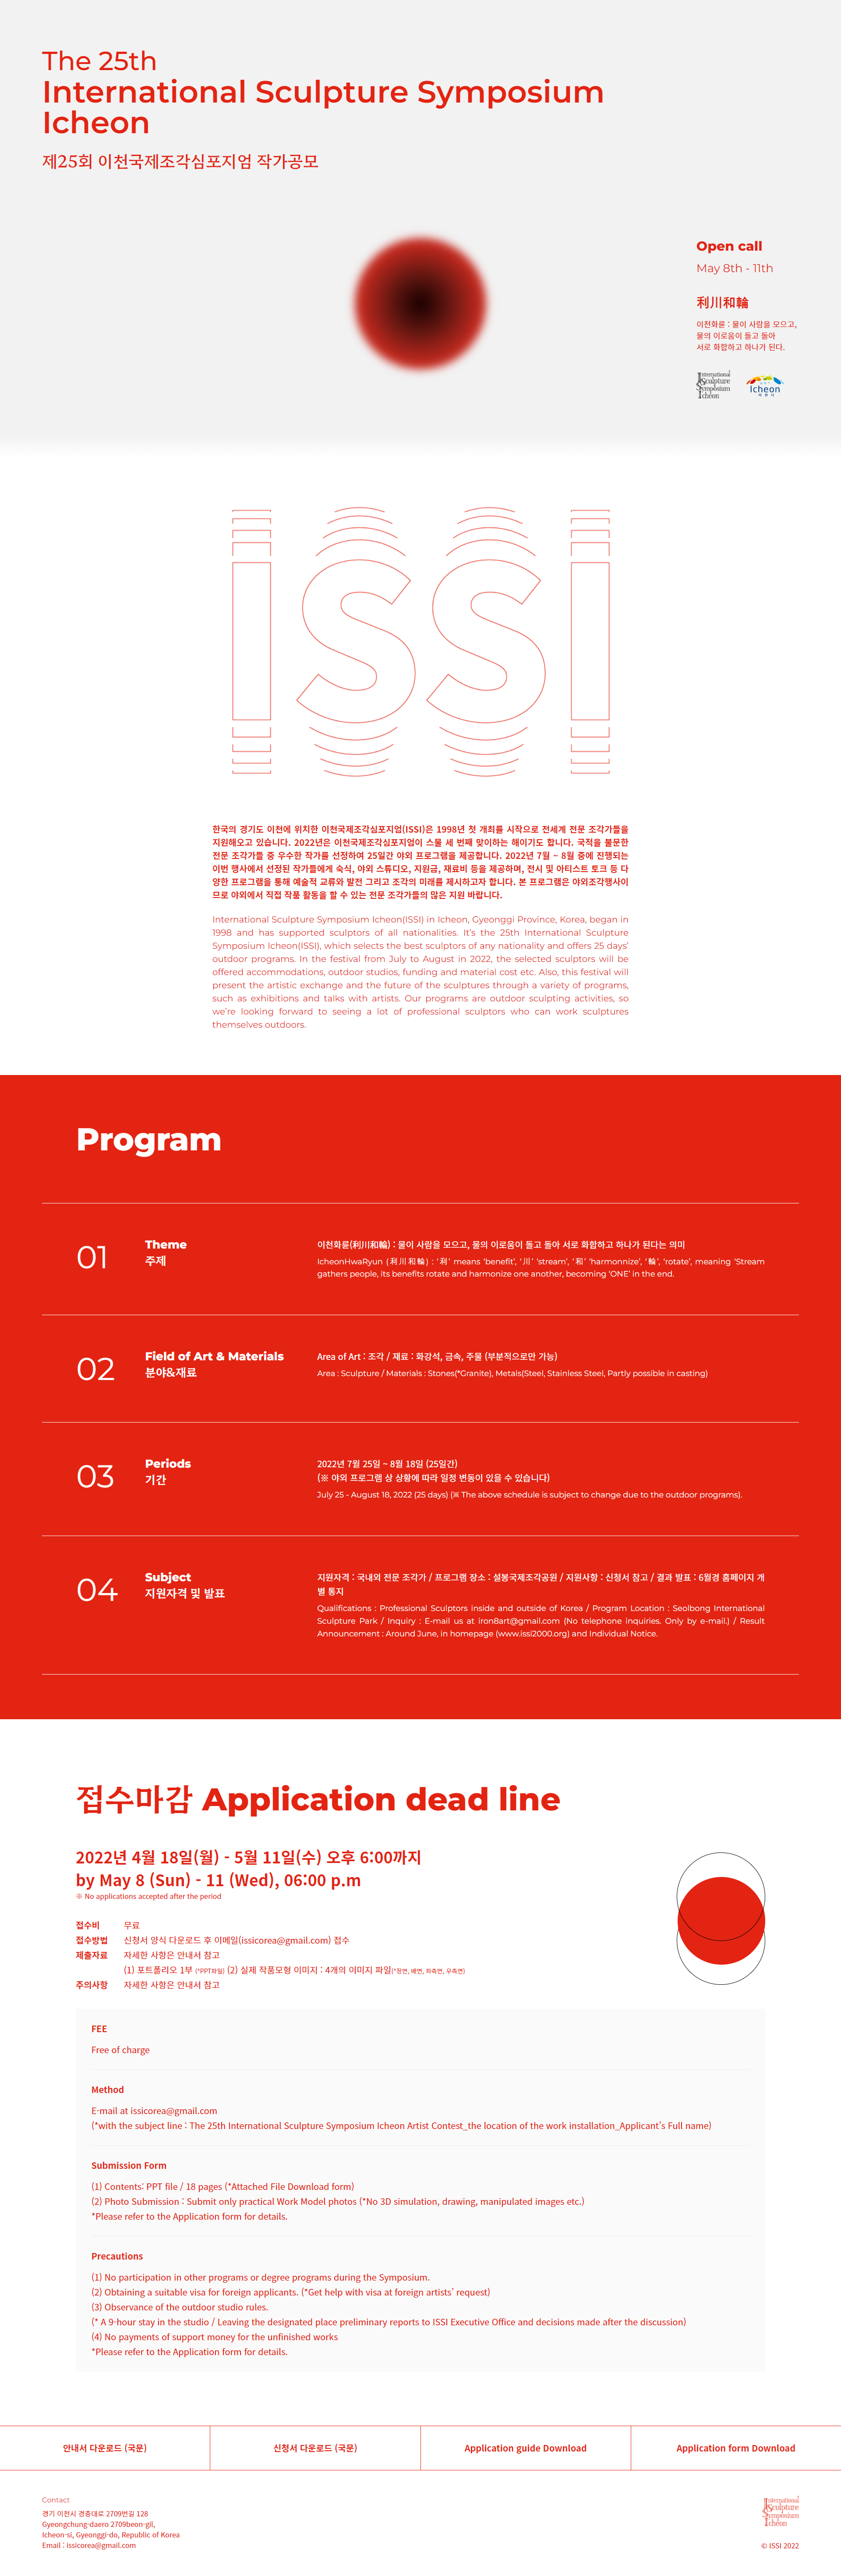 The 25th
International Sculpture Symposium
Icheon
제25회 이천국제조각심포지엄 작가공모
Open call
May 8th - 11th
利川和輪
이천화륜 : 물이 사람을 모으고,
물의 이로움이 돌고 돌아
서로 화합하고 하나가 된다.
International
Sculpture
Symposium
Icheon
Icheon
이천시
ISSI
한국의 경기도 이천에 위치한 이천국제조각심포지엄(ISSI)은 1998년 첫 개최를 시작으로 전세계 전문 조각가들을
지원해오고 있습니다. 2022년은 이천국제조각심포지엄이 스물 세 번째 맞이하는 해이기도 합니다. 국적을 불문한
전문 조각가들 중 우수한 작가를 선정하여 25일간 야외 프로그램을 제공합니다. 2022년 7월 ~ 8월 중에 진행되는
이번 행사에서 선정된 작가들에게 숙식, 야외 스튜디오, 지원금, 재료비 등을 제공하며, 전시 및 아티스트 토크 등 다
양한 프로그램을 통해 예술적 교류와 발전 그리고 조각의 미래를 제시하고자 합니다. 본 프로그램은 야외조각행사이
므로 야외에서 직접 작품 활동을 할 수 있는 전문 조각가들의 많은 지원 바랍니다.
International Sculpture Symposium Icheon(ISSI) in Icheon, Gyeonggi Province, Korea, began in
1998 and has supported sculptors of all nationalities. It's the 25th International Sculpture
Symposium Icheon(ISSI), which selects the best sculptors of any nationality and offers 25 days'
outdoor programs. In the festival from July to August in 2022, the selected sculptors will be
offered accommodations, outdoor studios, funding and material cost etc. Also, this festival will
present the artistic exchange and the future of the sculptures through a variety of programs,
such as exhibitions and talks with artists. Our programs are outdoor sculpting activities, so
we're looking forward to seeing a lot of professional sculptors who can work sculptures
themselves outdoors.
Program
01
Theme
주제
이천화륜(利川和輪) : 물이 사람을 모으고, 물의 이로움이 돌고 돌아 서로 화합하고 하나가 된다는 의미
IcheonHwaRyun (利川和輪) : '利' means 'benefit', '川' 'stream', '和' 'harmonnize', '輪', 'rotate', meaning 'Stream
gathers people, its benefits rotate and harmonize one another, becoming 'ONE' in the end.
02
Field of Art & Materials
분야&재료
Area of Art : 조각 / 재료 : 화강석, 금속, 주물 (부분적으로만 가능)
Area : Sculpture / Materials : Stones(*Granite), Metals(Steel, Stainless Steel, Partly possible in casting)
03
Periods
기간
2022년 7월 25일 ~ 8월 18일 (25일간)
(※ 야외 프로그램 상 상황에 따라 일정 변동이 있을 수 있습니다)
July 25 - August 18, 2022 (25 days) (※ The above schedule is subject to change due to the outdoor programs).
04
Subject
지원자격 및 발표
지원자격 : 국내외 전문 조각가 / 프로그램 장소 : 설봉국제조각공원 / 지원사항 : 신청서 참고 / 결과 발표 : 6월경 홈페이지 개
별 통지
Qualifications : Professional Sculptors inside and outside of Korea / Program Location : Seolbong International
Sculpture Park / Inquiry : E-mail us at iron8art@gmail.com (No telephone inquiries. Only by e-mail.) / Result
Announcement : Around June, in homepage (www.issi2000.org) and Individual Notice.
접수마감 Application dead line
2022년 4월 18일(월) - 5월 11일(수) 오후 6:00까지
by May 8 (Sun) - 11 (Wed), 06:00 p.m
※ No applications accepted after the period
접수비 무료
접수방법 신청서 양식 다운로드 후 이메일(issicorea@gmail.com) 접수
제출자료 자세한 사항은 안내서 참고
(1) 포트폴리오 1부 (*PPT파일) (2) 실제 작품모형 이미지 : 4개의 이미지 파일(*정면, 배면, 좌측면, 우측면)
주의사항 자세한 사항은 안내서 참고
FEE
Free of charge
Method
E-mail at issicorea@gmail.com
(*with the subject line : The 25th International Sculpture Symposium Icheon Artist Contest_the location of the work installation_Applicant's Full name)
Submission Form
(1) Contents: PPT file / 18 pages (*Attached File Download form)
(2) Photo Submission : Submit only practical Work Model photos (*No 3D simulation, drawing, manipulated images etc.)
*Please refer to the Application form for details.
Precautions
(1) No participation in other programs or degree programs during the Symposium.
(2) Obtaining a suitable visa for foreign applicants. (*Get help with visa at foreign artists' request)
(3) Observance of the outdoor studio rules.
(* A 9-hour stay in the studio / Leaving the designated place preliminary reports to ISSI Executive Office and decisions made after the discussion)
(4) No payments of support money for the unfinished works
*Please refer to the Application form for details.
안내서 다운로드 (국문)
신청서 다운로드 (국문)
Application guide Download
Application form Download
Contact
경기 이천시 경충대로 2709번길 128
Gyeongchung-daero 2709beon-gil,
Icheon-si, Gyeonggi-do, Republic of Korea
Email : issicorea@gmail.com
International
Sculpture
Symposium
Icheon
© ISSI 2022